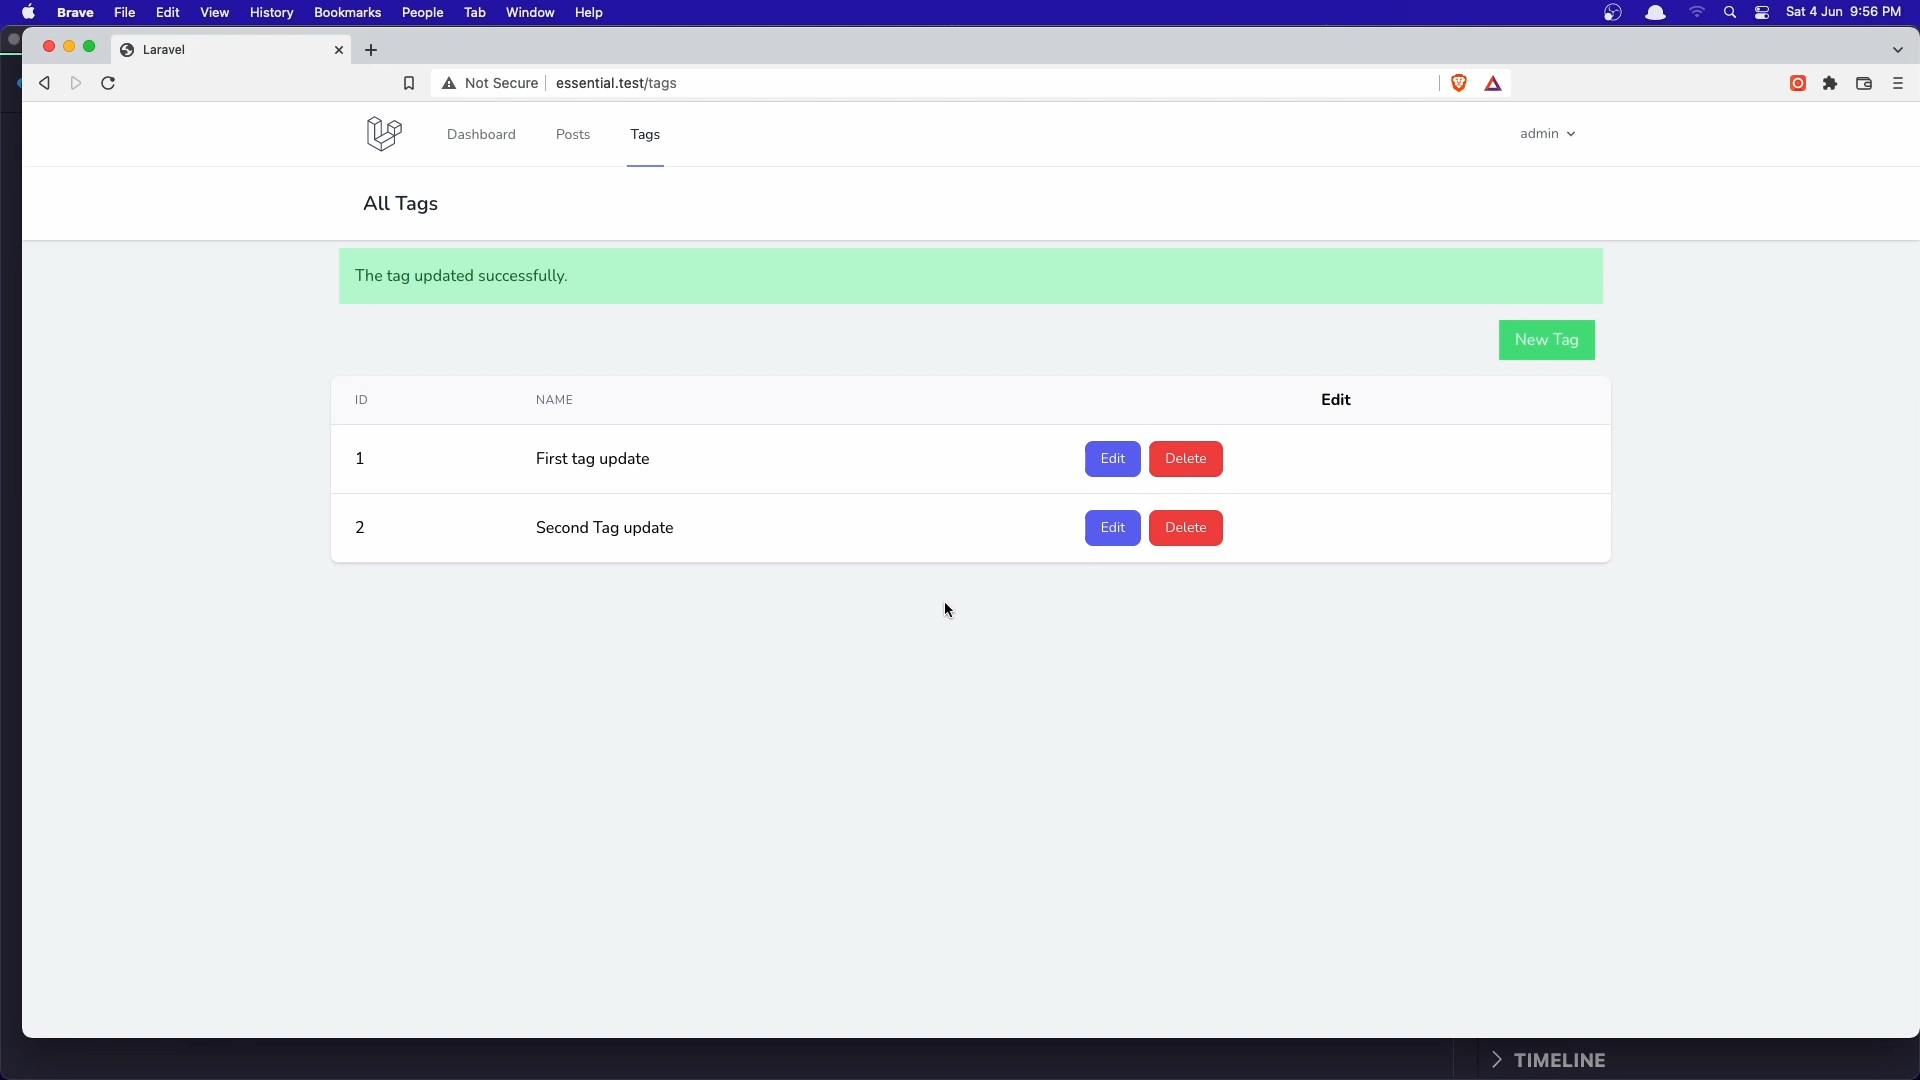 Brave File Edit View History Bookmarks People Tab Window Help Sat 4 Jun 9:56 PM
Laravel
Not Secure essential.test/tags
Dashboard Posts Tags admin
All Tags
The tag updated successfully.
New Tag
ID NAME Edit
1 First tag update Edit Delete
2 Second Tag update Edit Delete
TIMELINE